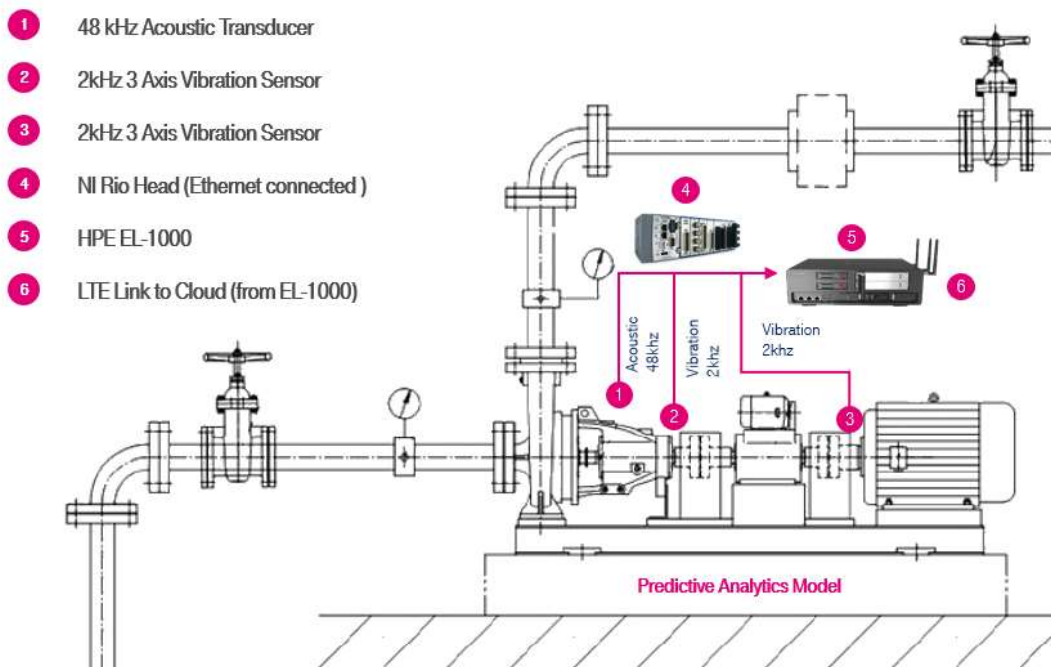 1 48 kHz Acoustic Transducer
2 2kHz 3 Axis Vibration Sensor
3 2kHz 3 Axis Vibration Sensor
4 NI Rio Head (Ethernet connected )
5 HPE EL-1000
6 LTE Link to Cloud (from EL-1000)
4
5
6
Acoustic
48khz
Vibration
2khz
Vibration
2khz
1
2
3
Predictive Analytics Model